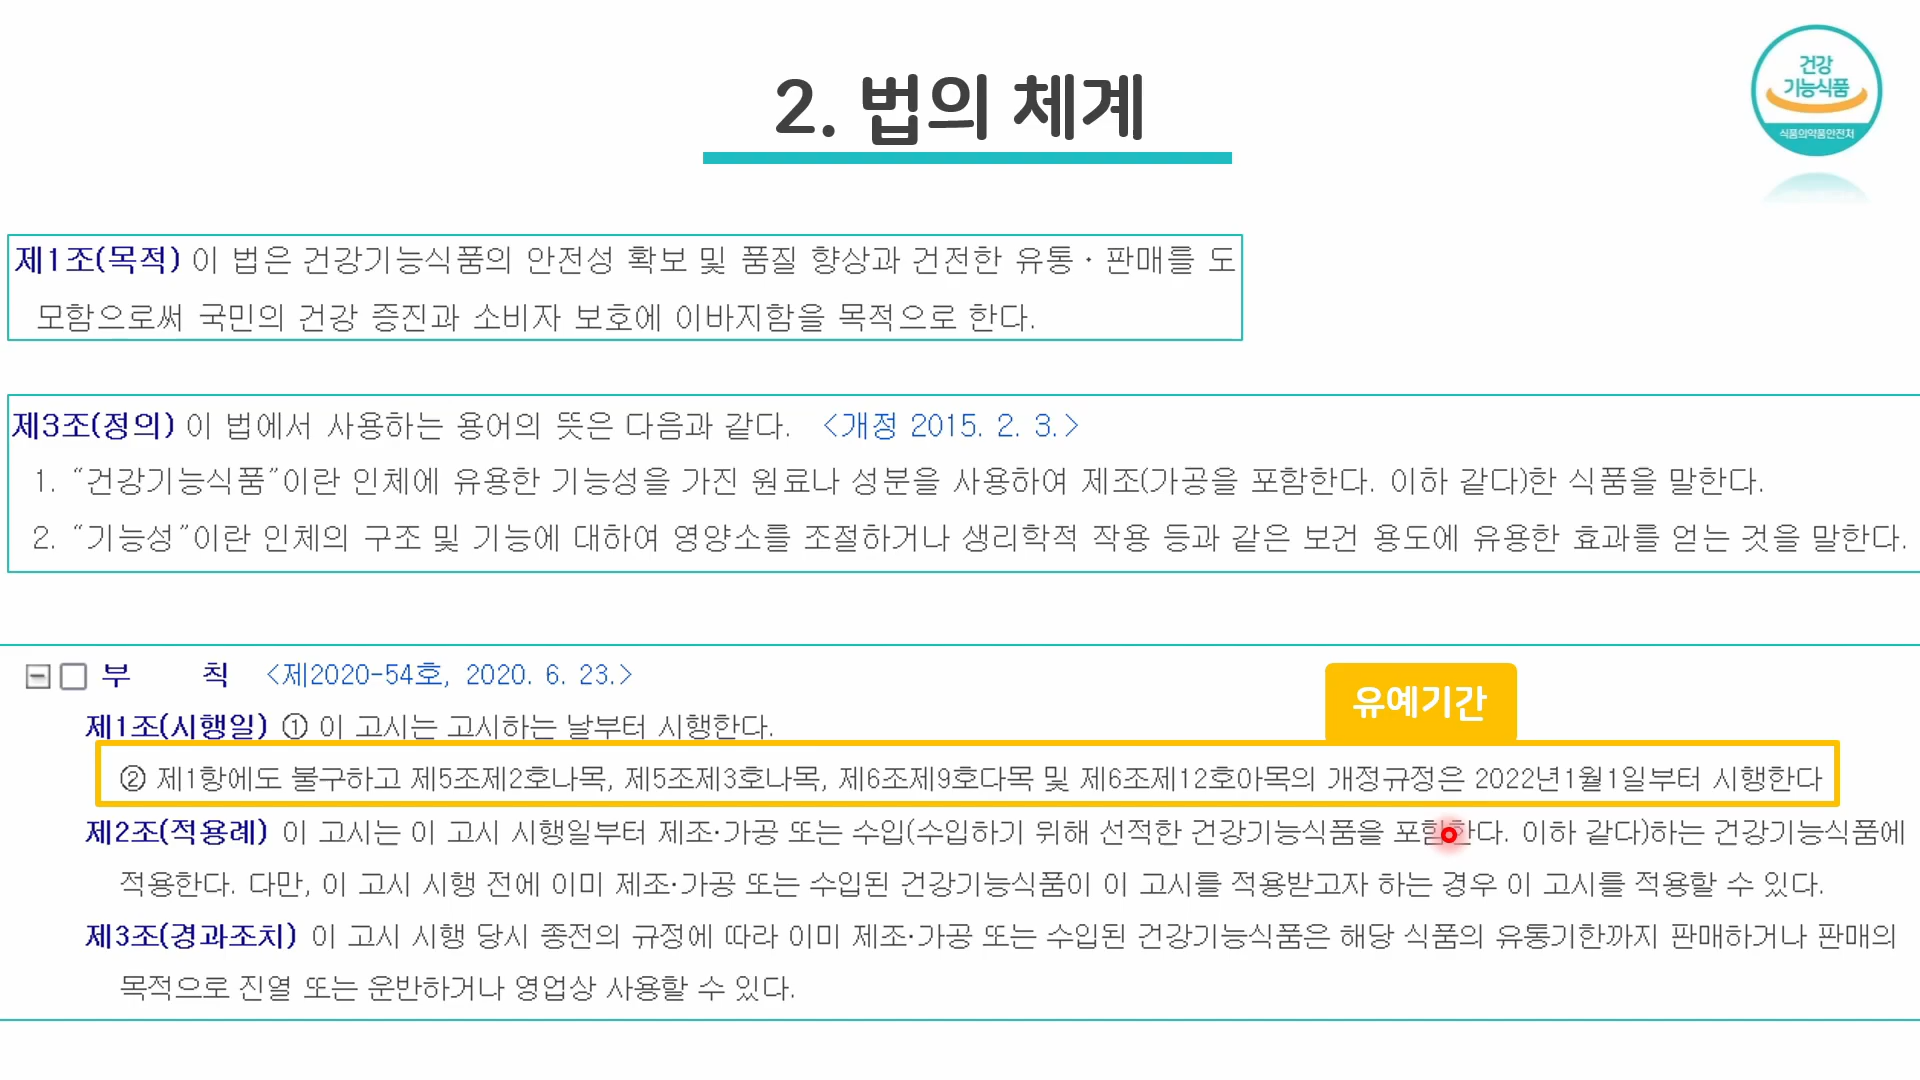 2. 법의 체계
건강
기능식품
식품의약품안전처
제1조(목적) 이 법은 건강기능식품의 안전성 확보 및 품질 향상과 건전한 유통ㆍ판매를 도
모함으로써 국민의 건강 증진과 소비자 보호에 이바지함을 목적으로 한다.
제3조(정의) 이 법에서 사용하는 용어의 뜻은 다음과 같다. <개정 2015. 2. 3.>
1. “건강기능식품”이란 인체에 유용한 기능성을 가진 원료나 성분을 사용하여 제조(가공을 포함한다. 이하 같다)한 식품을 말한다.
2. “기능성”이란 인체의 구조 및 기능에 대하여 영양소를 조절하거나 생리학적 작용 등과 같은 보건 용도에 유용한 효과를 얻는 것을 말한다.
부 칙 <제2020-54호, 2020. 6. 23.>
유예기간
제1조(시행일) ① 이 고시는 고시하는 날부터 시행한다.
② 제1항에도 불구하고 제5조제2호나목, 제5조제3호나목, 제6조제9호다목 및 제6조제12호아목의 개정규정은 2022년1월1일부터 시행한다
제2조(적용례) 이 고시는 이 고시 시행일부터 제조·가공 또는 수입(수입하기 위해 선적한 건강기능식품을 포함한다. 이하 같다)하는 건강기능식품에
적용한다. 다만, 이 고시 시행 전에 이미 제조·가공 또는 수입된 건강기능식품이 이 고시를 적용받고자 하는 경우 이 고시를 적용할 수 있다.
제3조(경과조치) 이 고시 시행 당시 종전의 규정에 따라 이미 제조·가공 또는 수입된 건강기능식품은 해당 식품의 유통기한까지 판매하거나 판매의
목적으로 진열 또는 운반하거나 영업상 사용할 수 있다.